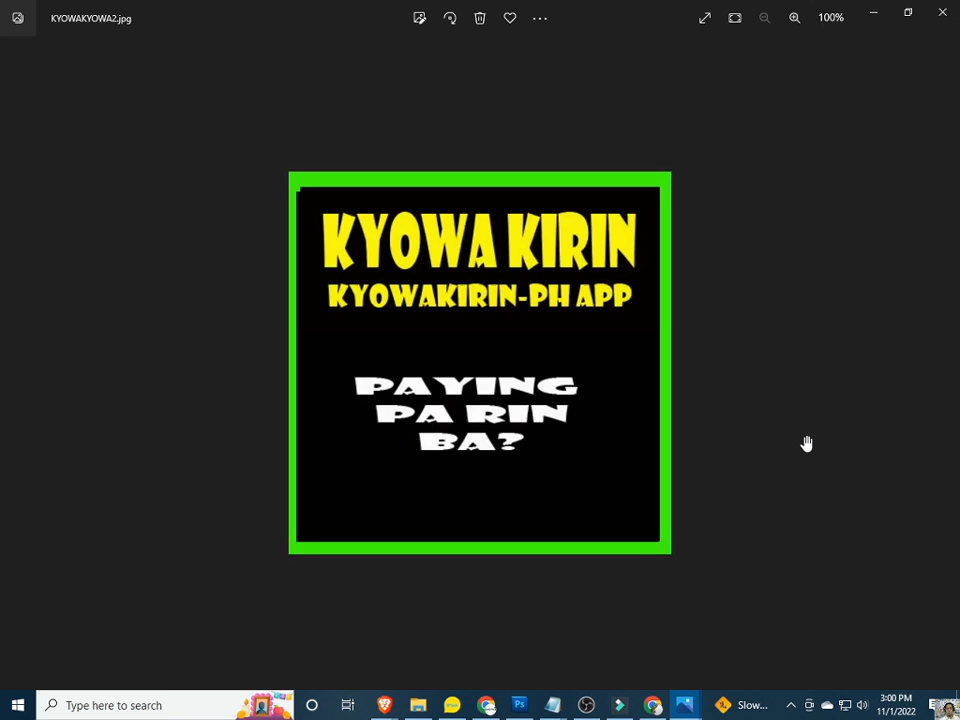 KYOWAKYOWA2.jpg
100%
KYOWA KIRIN
KYOWAKIRIN-PH APP
PAYING
PA RIN
BA?
Type here to search
Slow...
3:00 PM
11/1/2022